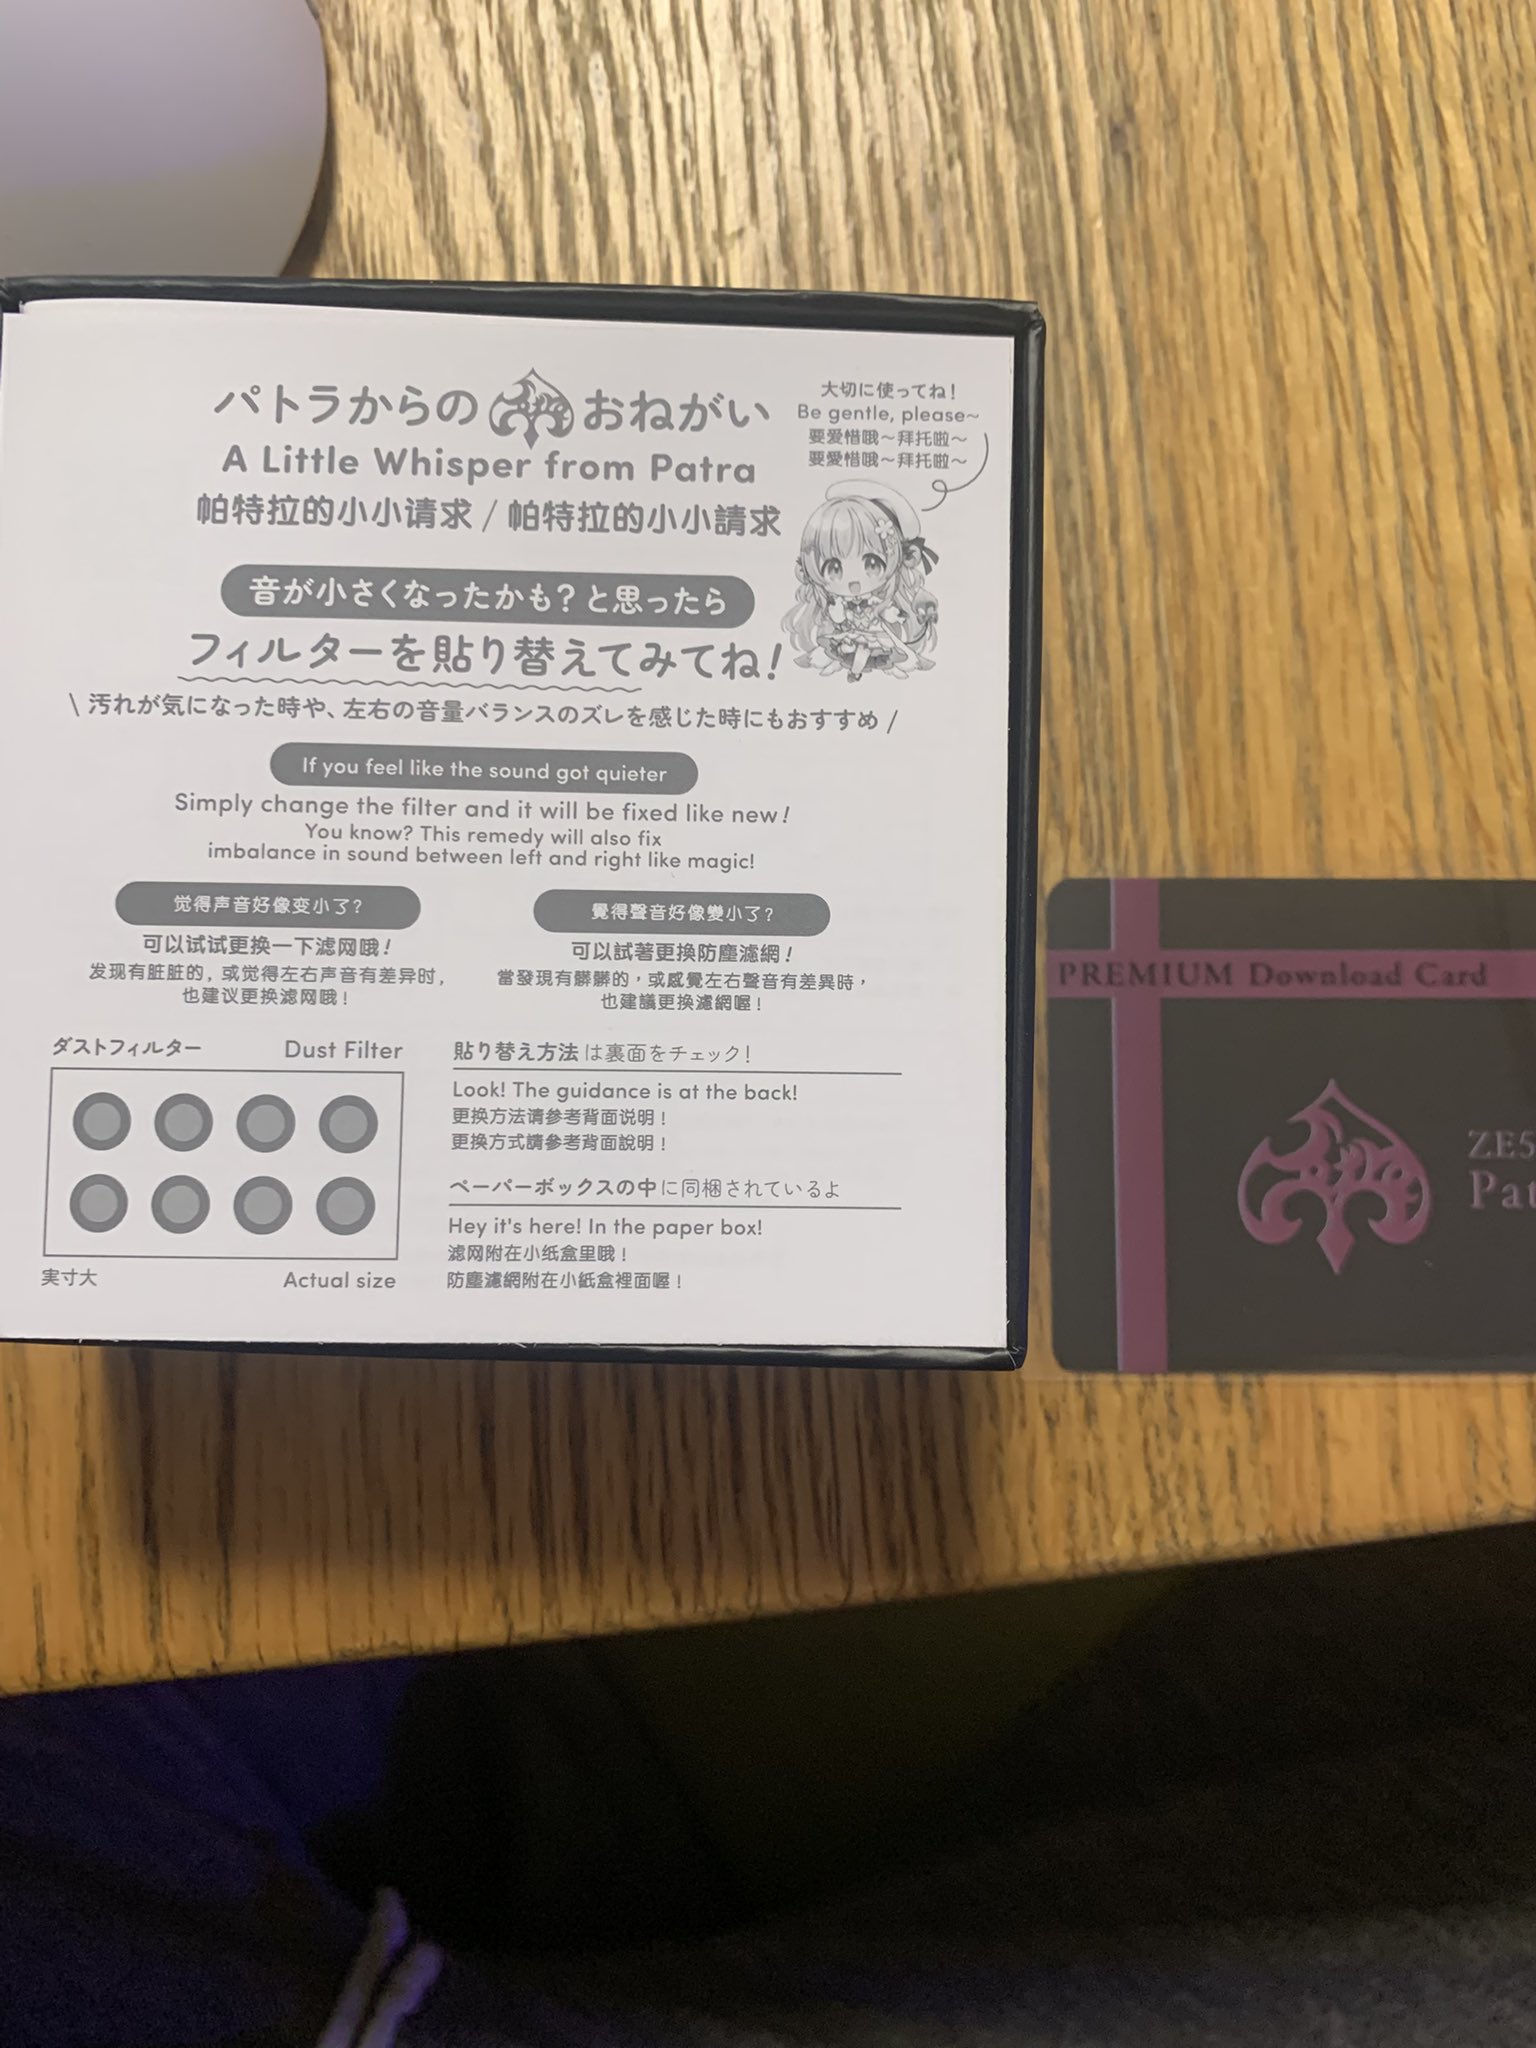 パトラからのおねがい
A Little Whisper from Patra
帕特拉的小小请求 / 帕特拉的小小請求
大切に使ってね！
Be gentle, please~
要爱惜哦～拜托啦～
要愛惜哦～拜托啦～
音が小さくなったかも？と思ったら
フィルターを貼り替えてみてね！
\ 汚れが気になった時や、左右の音量バランスのズレを感じた時にもおすすめ /
If you feel like the sound got quieter
Simply change the filter and it will be fixed like new!
You know? This remedy will also fix
imbalance in sound between left and right like magic!
觉得声音好像变小了？
可以试试更换一下滤网哦！
发现有脏脏的，或觉得左右声音有差异时，
也建议更换滤网哦！
覺得聲音好像變小了？
可以試著更換防塵濾網！
當發現有髒髒的，或感覺左右聲音有差異時，
也建議更換濾網喔！
ダストフィルター Dust Filter
実寸大 Actual size
貼り替え方法は裏面をチェック！
Look! The guidance is at the back!
更换方法请参考背面说明！
更換方式請參考背面說明！
ペーパーボックスの中に同梱されているよ
Hey it's here! In the paper box!
滤网附在小纸盒里哦！
防塵濾網附在小紙盒裡面喔！
PREMIUM Download Card
ZE5
Pat